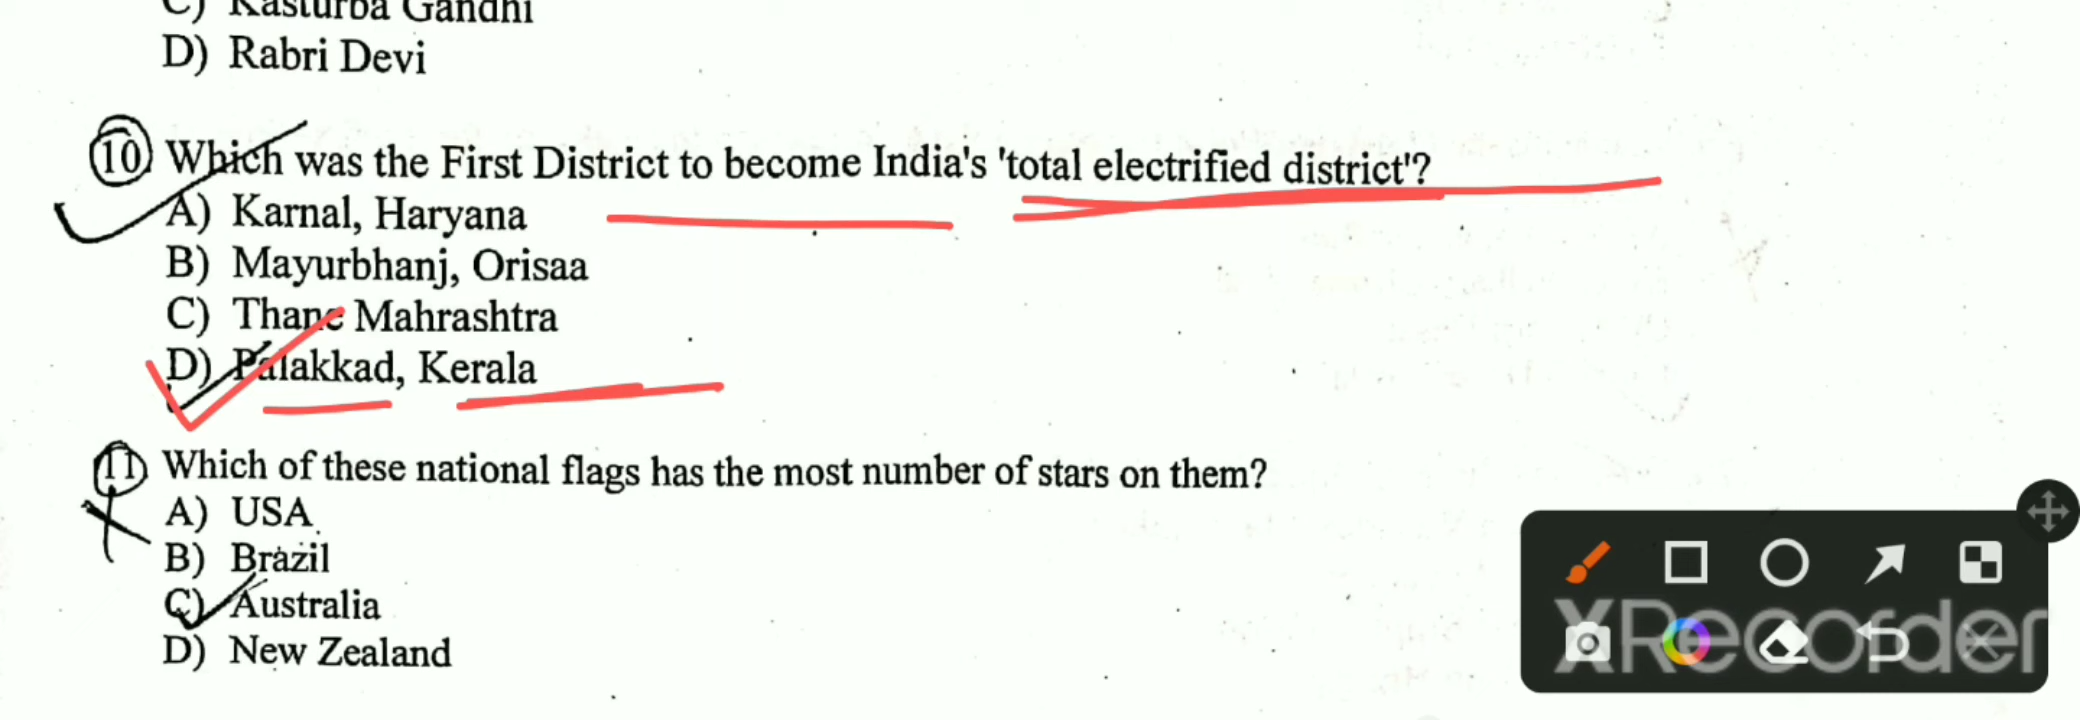 C) Kasturba Gandhi
D) Rabri Devi
10) Which was the First District to become India's 'total electrified district'?
A) Karnal, Haryana
B) Mayurbhanj, Orisaa
C) Thane Mahrashtra
D) Palakkad, Kerala
11) Which of these national flags has the most number of stars on them?
A) USA
B) Brazil
C) Australia
D) New Zealand
XRecorder